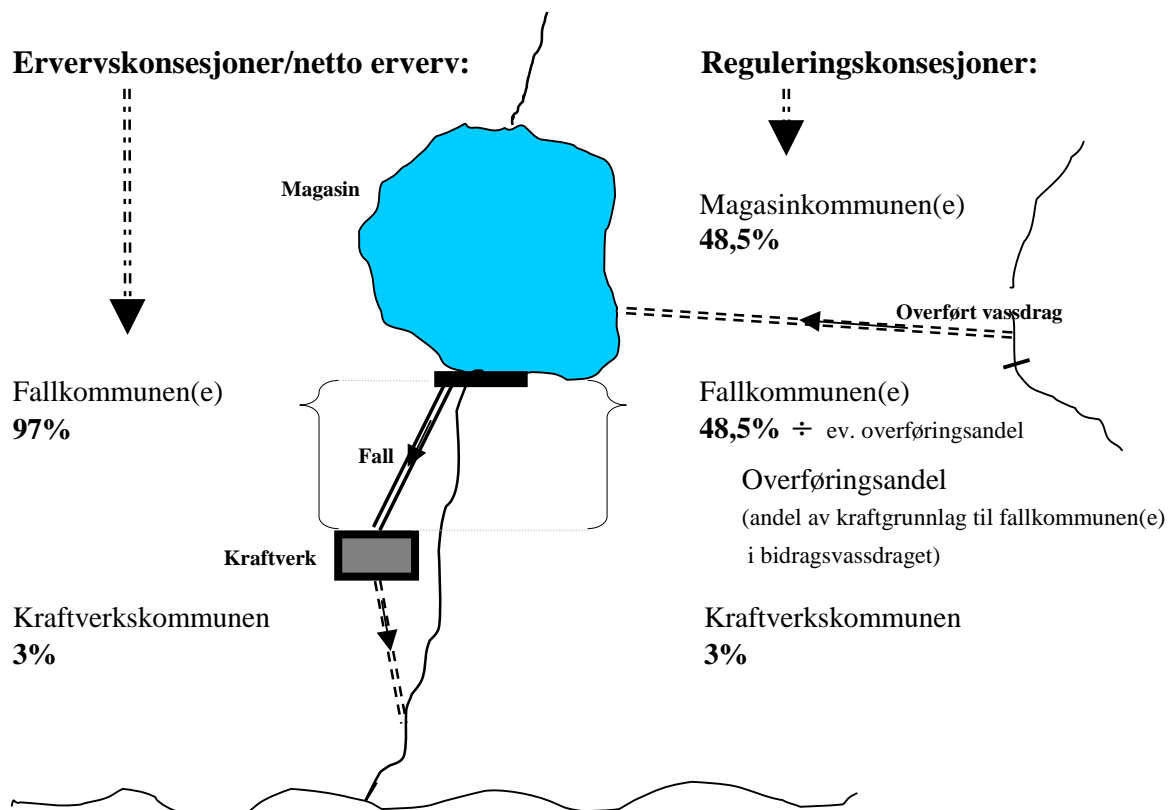 Ervervskonsesjoner/netto erverv:
Reguleringskonsesjoner:
Magasin
Magasinkommunen(e)
48,5%
Overført vassdrag
Fallkommunen(e)
97%
Fallkommunen(e)
48,5% ÷ ev. overføringsandel
Fall
Overføringsandel
(andel av kraftgrunnlag til fallkommunen(e)
i bidragsvassdraget)
Kraftverk
Kraftverkskommunen
3%
Kraftverkskommunen
3%